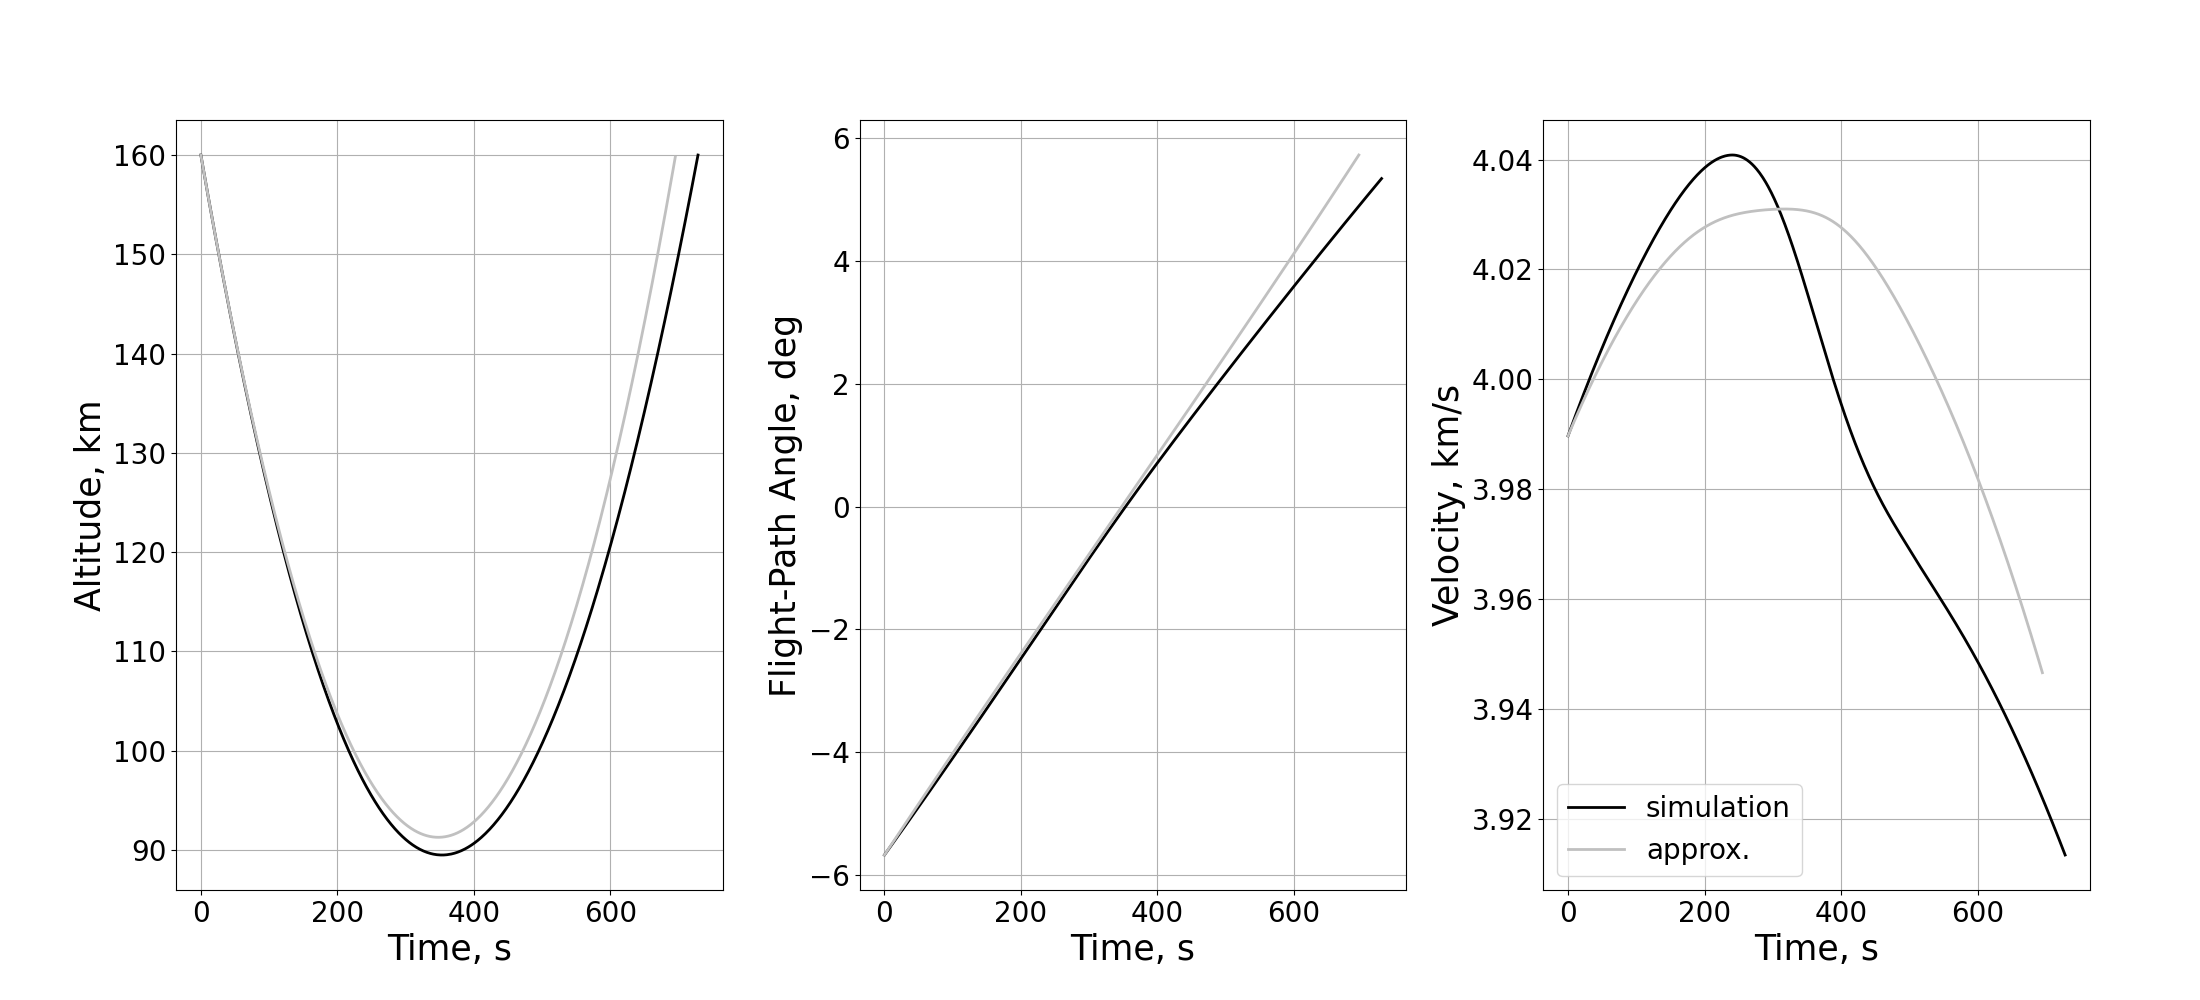 Altitude, km
160
150
140
130
120
110
100
90
0 200 400 600
Time, s
Flight-Path Angle, deg
6
4
2
0
−2
−4
−6
0 200 400 600
Time, s
Velocity, km/s
4.04
4.02
4.00
3.98
3.96
3.94
3.92
simulation
approx.
0 200 400 600
Time, s